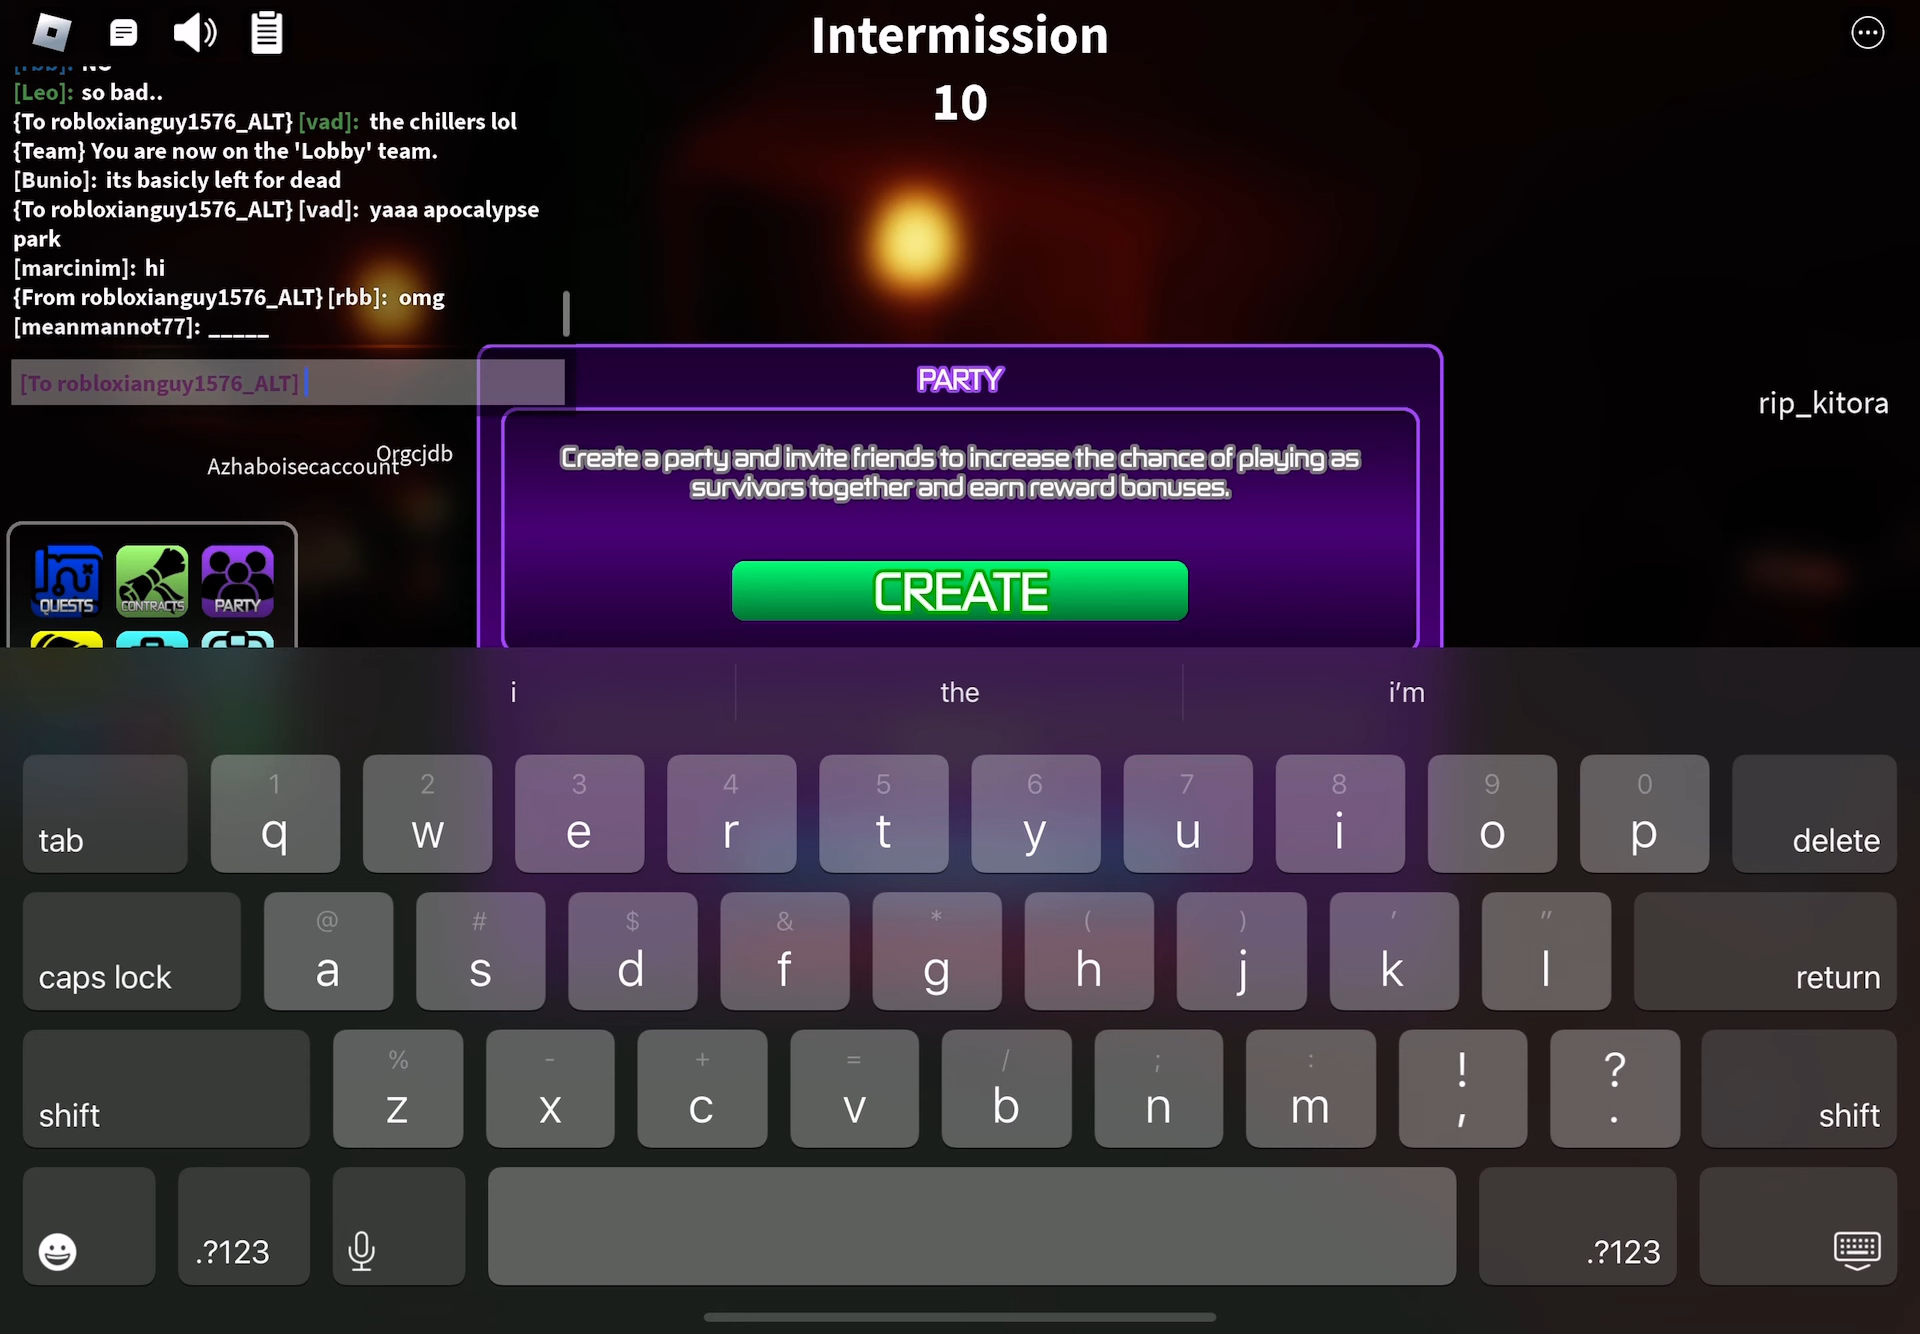 Intermission
10
[rbb]: NO
[Leo]: so bad..
{To robloxianguy1576_ALT} [vad]: the chillers lol
{Team} You are now on the 'Lobby' team.
[Bunio]: its basicly left for dead
{To robloxianguy1576_ALT} [vad]: yaaa apocalypse
park
[marcinim]: hi
{From robloxianguy1576_ALT} [rbb]: omg
[meanmannot77]: _____
[To robloxianguy1576_ALT]
PARTY
rip_kitora
Orgcjdb
Azhaboisecaccount
Create a party and invite friends to increase the chance of playing as
survivors together and earn reward bonuses.
CREATE
QUESTS CONTRACTS PARTY
i the i'm
1 2 3 4 5 6 7 8 9 0
tab q w e r t y u i o p delete
@ # $ & * ( ) ' "
caps lock a s d f g h j k l return
% - + = / ; : ! ?
shift z x c v b n m , . shift
.?123 .?123